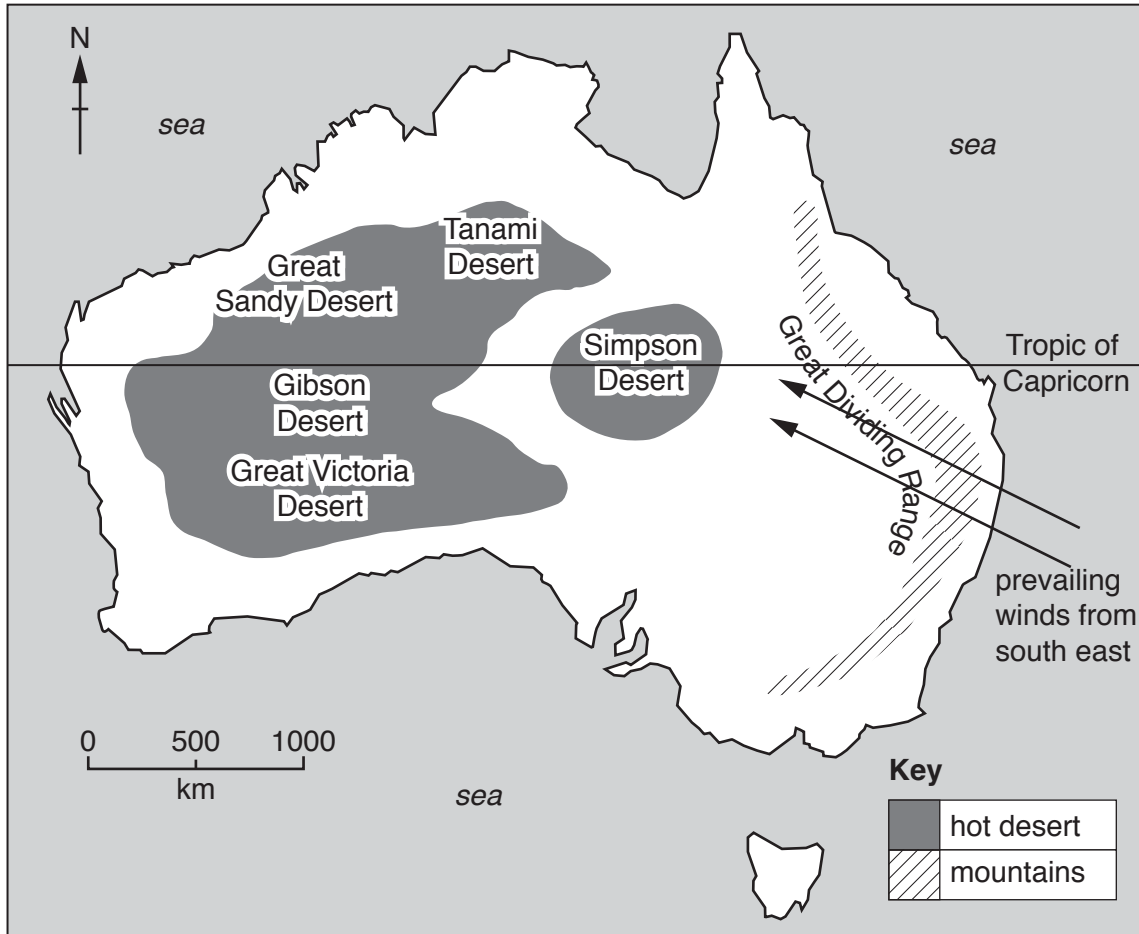 N
sea
sea
Tanami
Desert
Great
Sandy Desert
Simpson
Desert
Tropic of
Capricorn
Gibson
Desert
Great Dividing Range
Great Victoria
Desert
prevailing
winds from
south east
0 500 1000
km
sea
Key
hot desert
mountains